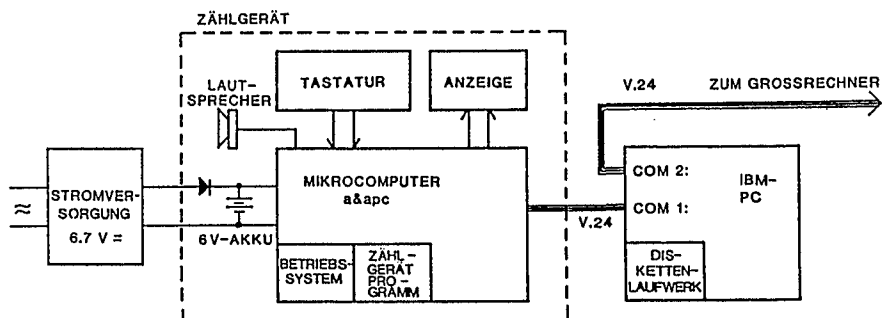 ZÄHLGERÄT
LAUT-
SPRECHER
TASTATUR
ANZEIGE
V.24
ZUM GROSSRECHNER
STROMVER-
SORGUNG
6.7 V =
≈
6V-AKKU
MIKROCOMPUTER
a&apc
BETRIEBS-
SYSTEM
ZÄHL-
GERÄT
PRO-
GRAMM
V.24
COM 2:
COM 1:
IBM-
PC
DIS-
KETTEN-
LAUFWERK